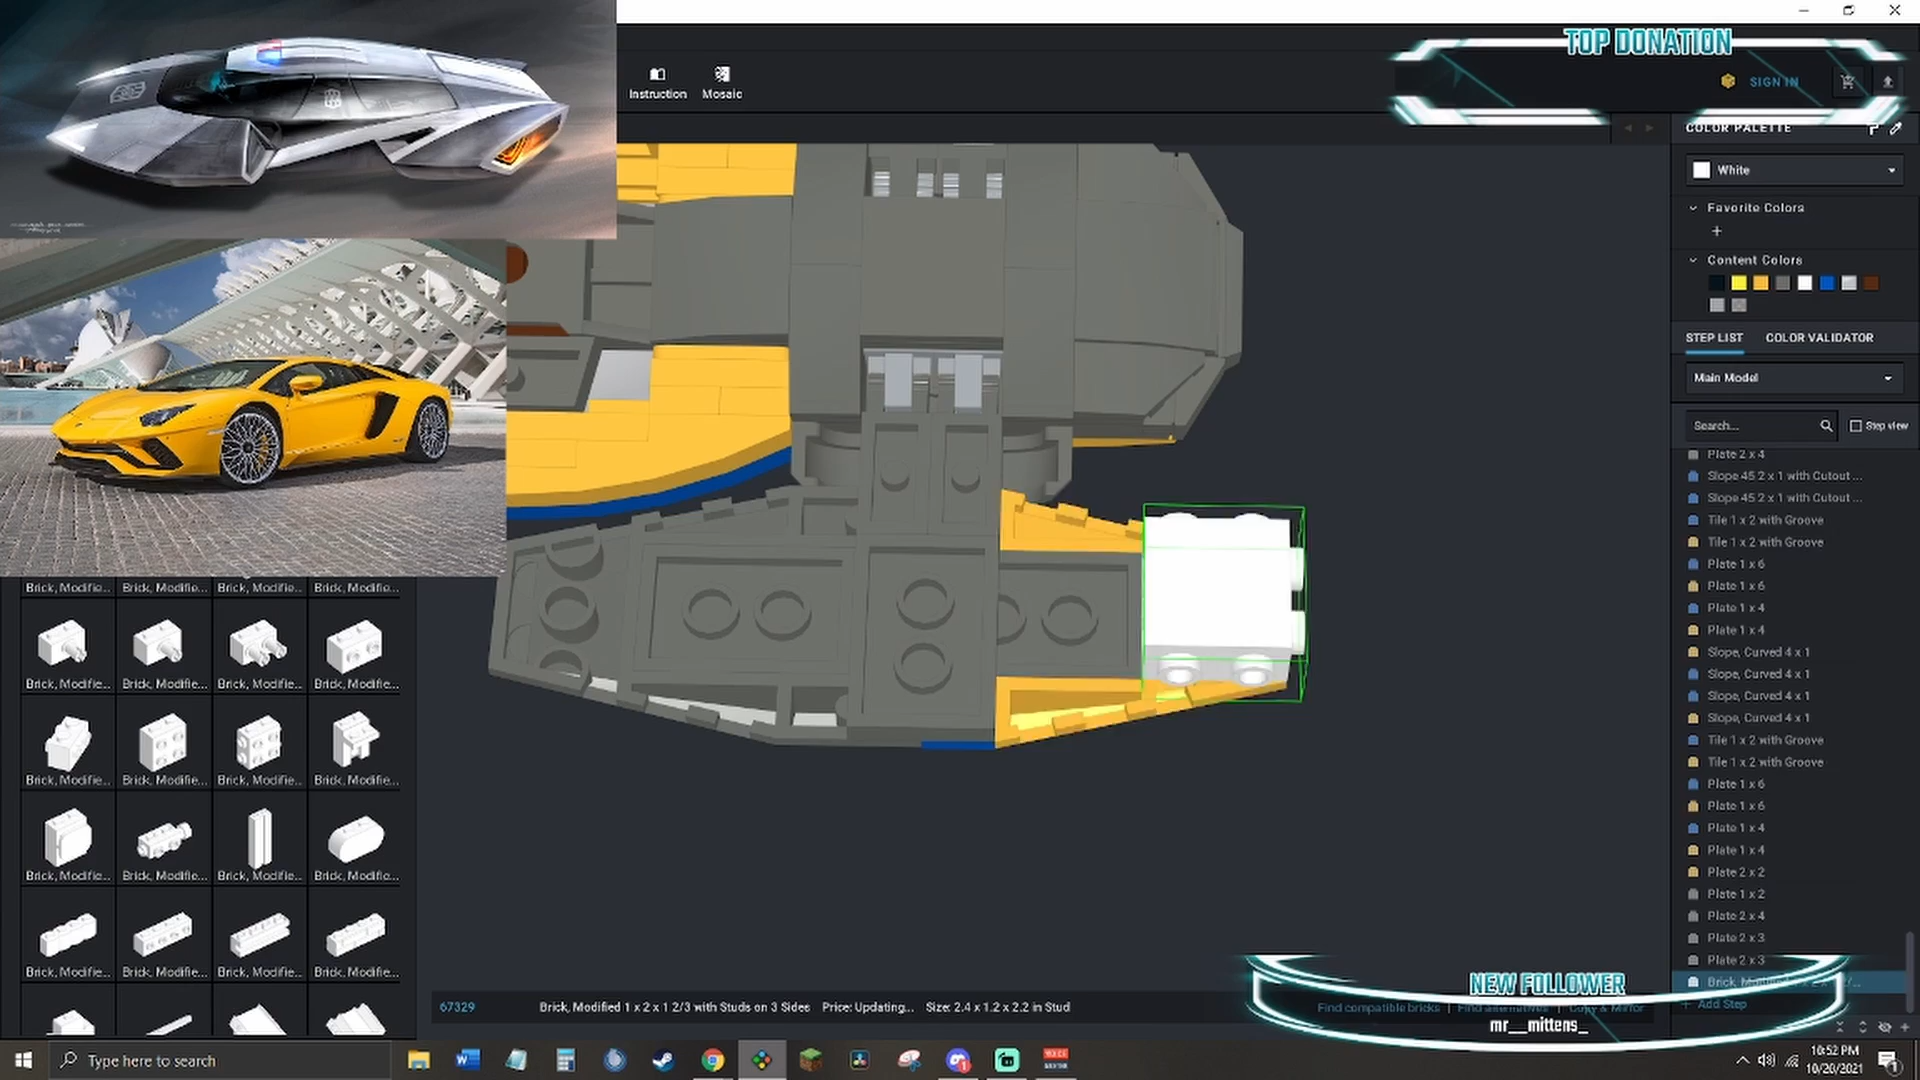 Instruction
Mosaic
TOP DONATION
SIGN IN
COLOR PALETTE
White
Favorite Colors
Content Colors
STEP LIST
COLOR VALIDATOR
Main Model
Search...
Step view
Plate 2 x 4
Slope 45 2 x 1 with Cutout ...
Slope 45 2 x 1 with Cutout ...
Tile 1 x 2 with Groove
Tile 1 x 2 with Groove
Plate 1 x 6
Plate 1 x 6
Plate 1 x 4
Plate 1 x 4
Slope, Curved 4 x 1
Slope, Curved 4 x 1
Slope, Curved 4 x 1
Slope, Curved 4 x 1
Tile 1 x 2 with Groove
Tile 1 x 2 with Groove
Plate 1 x 6
Plate 1 x 6
Plate 1 x 4
Plate 1 x 4
Plate 2 x 2
Plate 1 x 2
Plate 2 x 4
Plate 2 x 3
Plate 2 x 3
Brick,
Add Step
Brick, Modifie... Brick, Modifie... Brick, Modifie... Brick, Modifie...
Brick, Modifie... Brick, Modifie... Brick, Modifie... Brick, Modifie...
Brick, Modifie... Brick, Modifie... Brick, Modifie... Brick, Modifie...
Brick, Modifie... Brick, Modifie... Brick, Modifie... Brick, Modifie...
Brick, Modifie... Brick, Modifie... Brick, Modifie... Brick, Modifie...
67329 Brick, Modified 1 x 2 x 1 2/3 with Studs on 3 Sides Price: Updating... Size: 2.4 x 1.2 x 2.2 in Stud
Find compatible bricks
NEW FOLLOWER
mr__mittens_
Type here to search
10:52 PM
10/20/2021